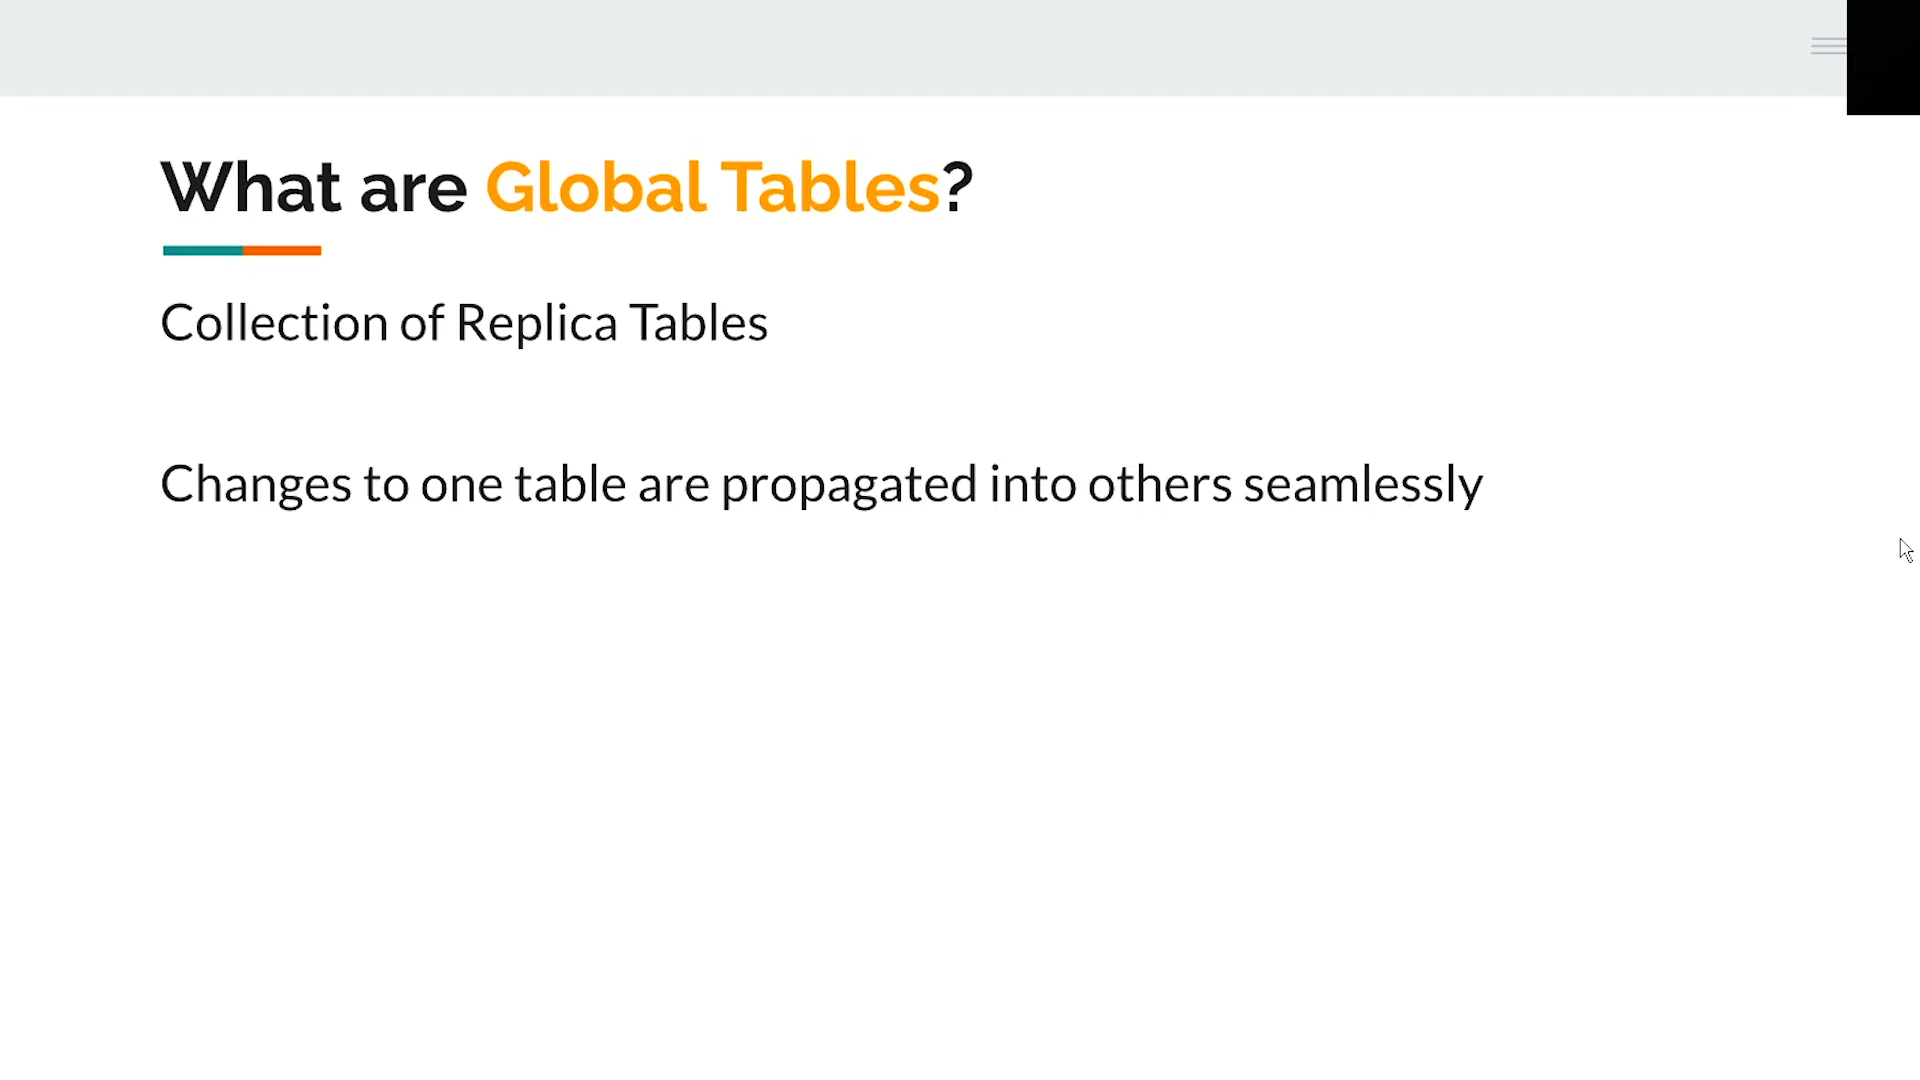 What are Global Tables?
Collection of Replica Tables
Changes to one table are propagated into others seamlessly